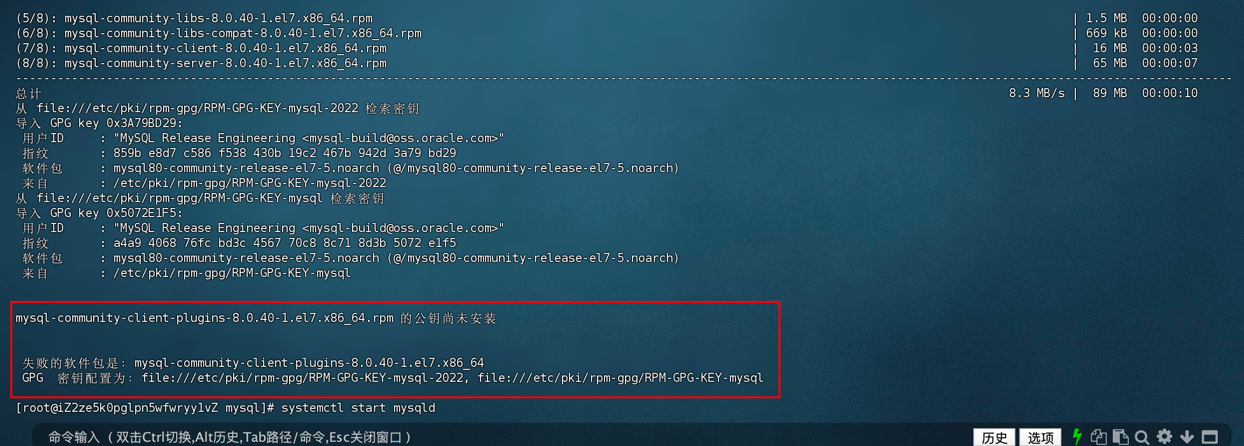 (5/8): mysql-community-libs-8.0.40-1.el7.x86_64.rpm | 1.5 MB 00:00:00
(6/8): mysql-community-libs-compat-8.0.40-1.el7.x86_64.rpm | 669 kB 00:00:00
(7/8): mysql-community-client-8.0.40-1.el7.x86_64.rpm | 16 MB 00:00:03
(8/8): mysql-community-server-8.0.40-1.el7.x86_64.rpm | 65 MB 00:00:07
总计 8.3 MB/s | 89 MB 00:00:10
从 file:///etc/pki/rpm-gpg/RPM-GPG-KEY-mysql-2022 检索密钥
导入 GPG key 0x3A79BD29:
用户ID : "MySQL Release Engineering <mysql-build@oss.oracle.com>"
指纹 : 859b e8d7 c586 f538 430b 19c2 467b 942d 3a79 bd29
软件包 : mysql80-community-release-el7-5.noarch (@/mysql80-community-release-el7-5.noarch)
来自 : /etc/pki/rpm-gpg/RPM-GPG-KEY-mysql-2022
从 file:///etc/pki/rpm-gpg/RPM-GPG-KEY-mysql 检索密钥
导入 GPG key 0x5072E1F5:
用户ID : "MySQL Release Engineering <mysql-build@oss.oracle.com>"
指纹 : a4a9 4068 76fc bd3c 4567 70c8 8c71 8d3b 5072 e1f5
软件包 : mysql80-community-release-el7-5.noarch (@/mysql80-community-release-el7-5.noarch)
来自 : /etc/pki/rpm-gpg/RPM-GPG-KEY-mysql
mysql-community-client-plugins-8.0.40-1.el7.x86_64.rpm 的公钥尚未安装
失败的软件包是：mysql-community-client-plugins-8.0.40-1.el7.x86_64
GPG 密钥配置为：file:///etc/pki/rpm-gpg/RPM-GPG-KEY-mysql-2022, file:///etc/pki/rpm-gpg/RPM-GPG-KEY-mysql
[root@iZ2ze5k0pglpn5wfwryy1vZ mysql]# systemctl start mysqld
命令输入（双击Ctrl切换,Alt历史,Tab路径/命令,Esc关闭窗口） 历史 选项